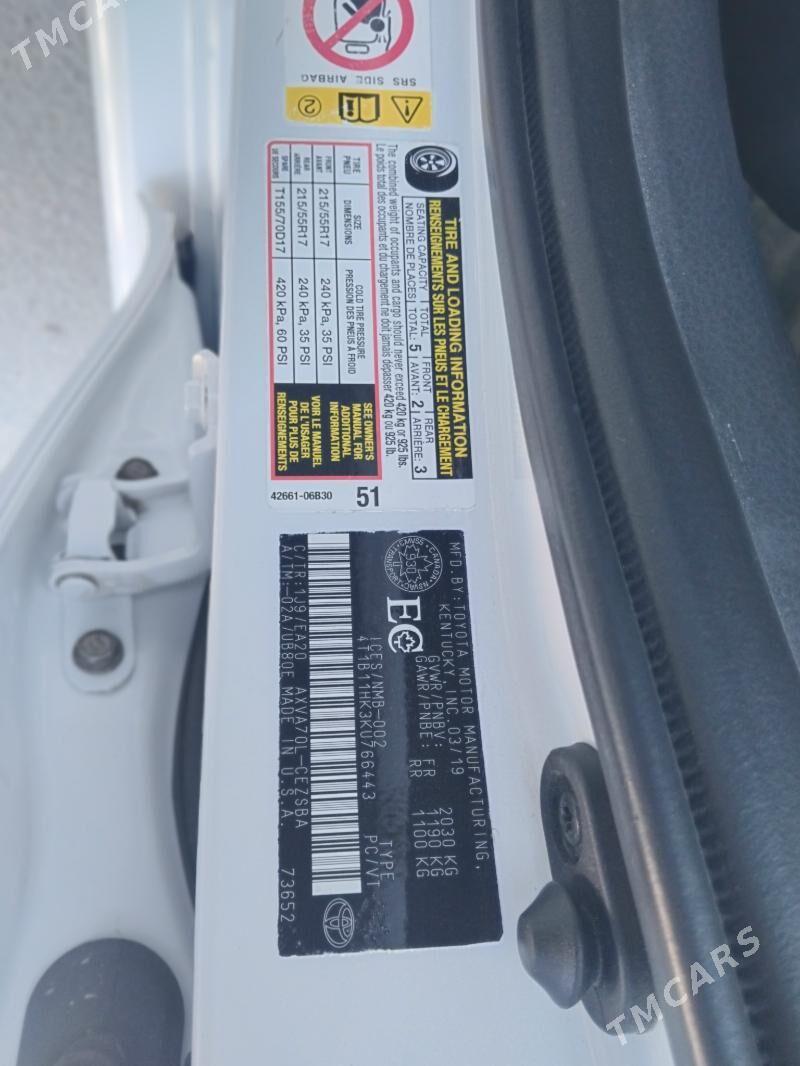 TMCARS
SRS SIDE AIRBAG
2
TIRE AND LOADING INFORMATION
RENSEIGNEMENTS SUR LES PNEUS ET LE CHARGEMENT
SEATING CAPACITY TOTAL FRONT REAR
NOMBRE DE PLACES TOTAL: 5 AVANT: 2 ARRIÈRE: 3
The combined weight of occupants and cargo should never exceed 420 kg or 925 lbs.
Le poids total des occupants et du chargement ne doit jamais dépasser 420 kg ou 925 lb.
TIRE SIZE COLD TIRE PRESSURE
PNEU DIMENSIONS PRESSION DES PNEUS À FROID
FRONT
AVANT 215/55R17 240 kPa, 35 PSI
REAR
ARRIÈRE 215/55R17 240 kPa, 35 PSI
SPARE
DE SECOURS T155/70D17 420 kPa, 60 PSI
SEE OWNER'S
MANUAL FOR
ADDITIONAL
INFORMATION
VOIR LE MANUEL
DE L'USAGER
POUR PLUS DE
RENSEIGNEMENTS
42661-06B30 51
MFD. BY: TOYOTA MOTOR MANUFACTURING,
KENTUCKY, INC. 03/19
GVWR/PNBV: 2030 KG
GAWR/PNBE: FR 1190 KG
RR 1100 KG
CANADA
CMVSS
NSVAC
TRANSPORT
930
U
EC
ICES/NMB-002 TYPE
4T1B11HK3KU766443 PC/VT
C/TR:1J9/EA20 AXVA70L-CEZSBA
A/TM:-02A/UB80E MADE IN U.S.A. 73652
TMCARS